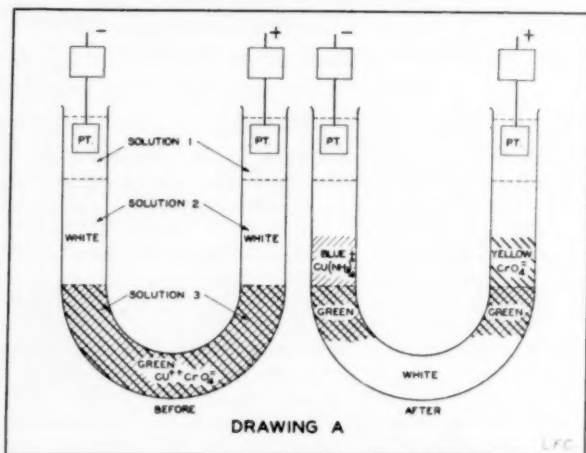 - + - +
PT. PT. PT. PT.
SOLUTION 1
SOLUTION 2
WHITE WHITE
BLUE YELLOW
CU(NH3)4++ CrO4=
SOLUTION 3
GREEN GREEN
GREEN
CU++ CrO4=
WHITE
BEFORE AFTER
DRAWING A
LFC